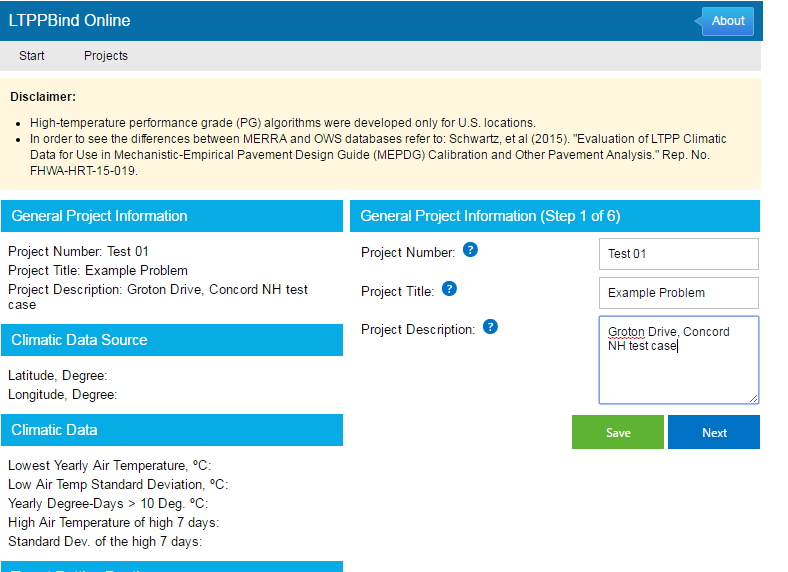 LTPPBind Online
About
Start
Projects
Disclaimer:
High-temperature performance grade (PG) algorithms were developed only for U.S. locations.
In order to see the differences between MERRA and OWS databases refer to: Schwartz, et al (2015). "Evaluation of LTPP Climatic
Data for Use in Mechanistic-Empirical Pavement Design Guide (MEPDG) Calibration and Other Pavement Analysis." Rep. No.
FHWA-HRT-15-019.
General Project Information
Project Number: Test 01
Project Title: Example Problem
Project Description: Groton Drive, Concord NH test
case
Climatic Data Source
Latitude, Degree:
Longitude, Degree:
Climatic Data
Lowest Yearly Air Temperature, ºC:
Low Air Temp Standard Deviation, ºC:
Yearly Degree-Days > 10 Deg. ºC:
High Air Temperature of high 7 days:
Standard Dev. of the high 7 days:
General Project Information (Step 1 of 6)
Project Number: ?
Test 01
Project Title: ?
Example Problem
Project Description: ?
Groton Drive, Concord
NH test case
Save
Next